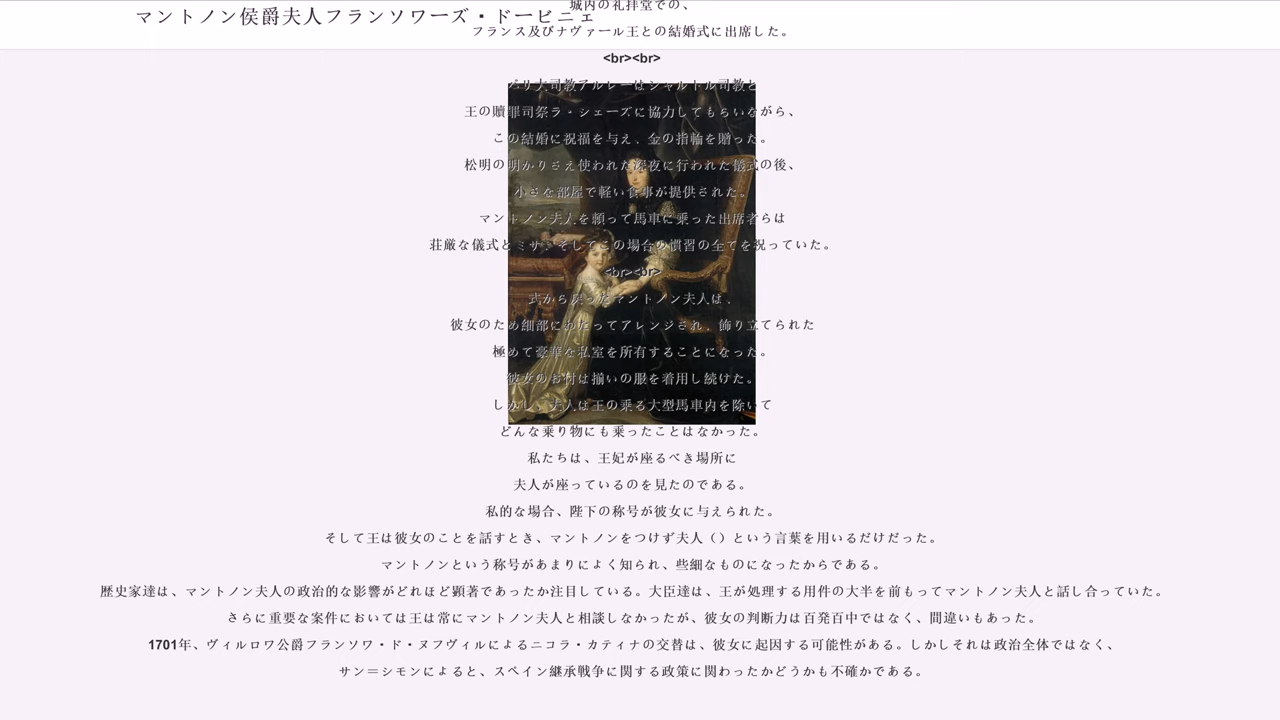 マントノン侯爵夫人フランソワーズ・ドービニェ
城内の礼拝堂での、
フランス及びナヴァール王との結婚式に出席した。
<br><br>
パリ大司教アルレーはシャルトル司教と
王の贖罪司祭ラ・シェーズに協力してもらいながら、
この結婚に祝福を与え、金の指輪を贈った。
松明の明かりさえ使われた深夜に行われた儀式の後、
小さな部屋で軽い食事が提供された。
マントノン夫人を願って馬車に乗った出席者らは
荘厳な儀式とミサ、そしてこの場合の慣習の全てを祝っていた。
<br><br>
式から戻ったマントノン夫人は、
彼女のため細部にわたってアレンジされ、飾り立てられた
極めて豪華な私室を所有することになった。
彼女のお付は揃いの服を着用し続けた。
しかし、夫人は王の乗る大型馬車内を除いて
どんな乗り物にも乗ったことはなかった。
私たちは、王妃が座るべき場所に
夫人が座っているのを見たのである。
私的な場合、陛下の称号が彼女に与えられた。
そして王は彼女のことを話すとき、マントノンをつけず夫人（）という言葉を用いるだけだった。
マントノンという称号があまりによく知られ、些細なものになったからである。
歴史家達は、マントノン夫人の政治的な影響がどれほど顕著であったか注目している。大臣達は、王が処理する用件の大半を前もってマントノン夫人と話し合っていた。
さらに重要な案件においては王は常にマントノン夫人と相談しなかったが、彼女の判断力は百発百中ではなく、間違いもあった。
1701年、ヴィルロワ公爵フランソワ・ド・ヌフヴィルによるニコラ・カティナの交替は、彼女に起因する可能性がある。しかしそれは政治全体ではなく、
サン＝シモンによると、スペイン継承戦争に関する政策に関わったかどうかも不確かである。